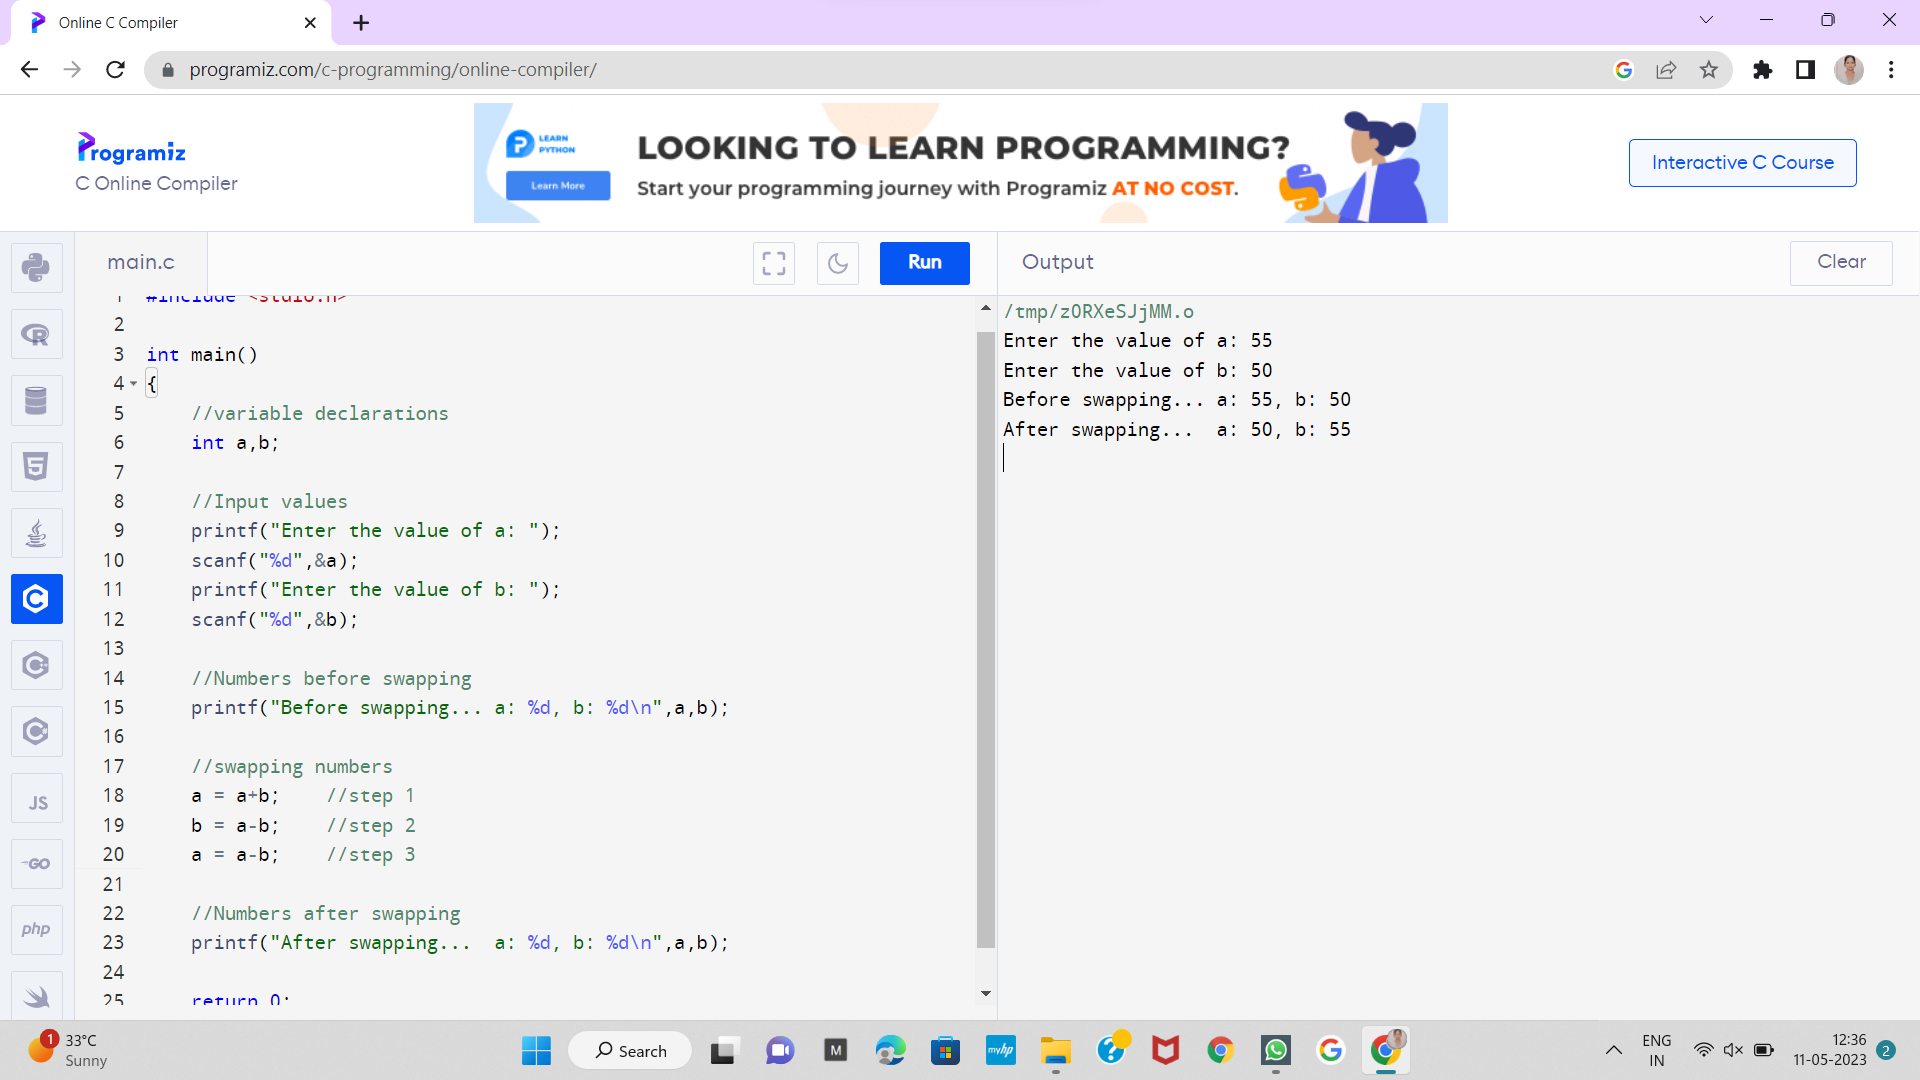 Online C Compiler
programiz.com/c-programming/online-compiler/
Programiz
C Online Compiler
LEARN
PYTHON
Learn More
LOOKING TO LEARN PROGRAMMING?
Start your programming journey with Programiz AT NO COST.
Interactive C Course
main.c
Run
Output
Clear
1 #include <stdio.h>
2
3 int main()
4 {
5 //variable declarations
6 int a,b;
7
8 //Input values
9 printf("Enter the value of a: ");
10 scanf("%d",&a);
11 printf("Enter the value of b: ");
12 scanf("%d",&b);
13
14 //Numbers before swapping
15 printf("Before swapping... a: %d, b: %d\n",a,b);
16
17 //swapping numbers
18 a = a+b; //step 1
19 b = a-b; //step 2
20 a = a-b; //step 3
21
22 //Numbers after swapping
23 printf("After swapping...  a: %d, b: %d\n",a,b);
24
25 return 0;
/tmp/zORXeSJjMM.o
Enter the value of a: 55
Enter the value of b: 50
Before swapping... a: 55, b: 50
After swapping...  a: 50, b: 55
R
5
C
JS
GO
php
1
33°C
Sunny
Search
M
myhp
?
ENG
IN
12:36
11-05-2023
2